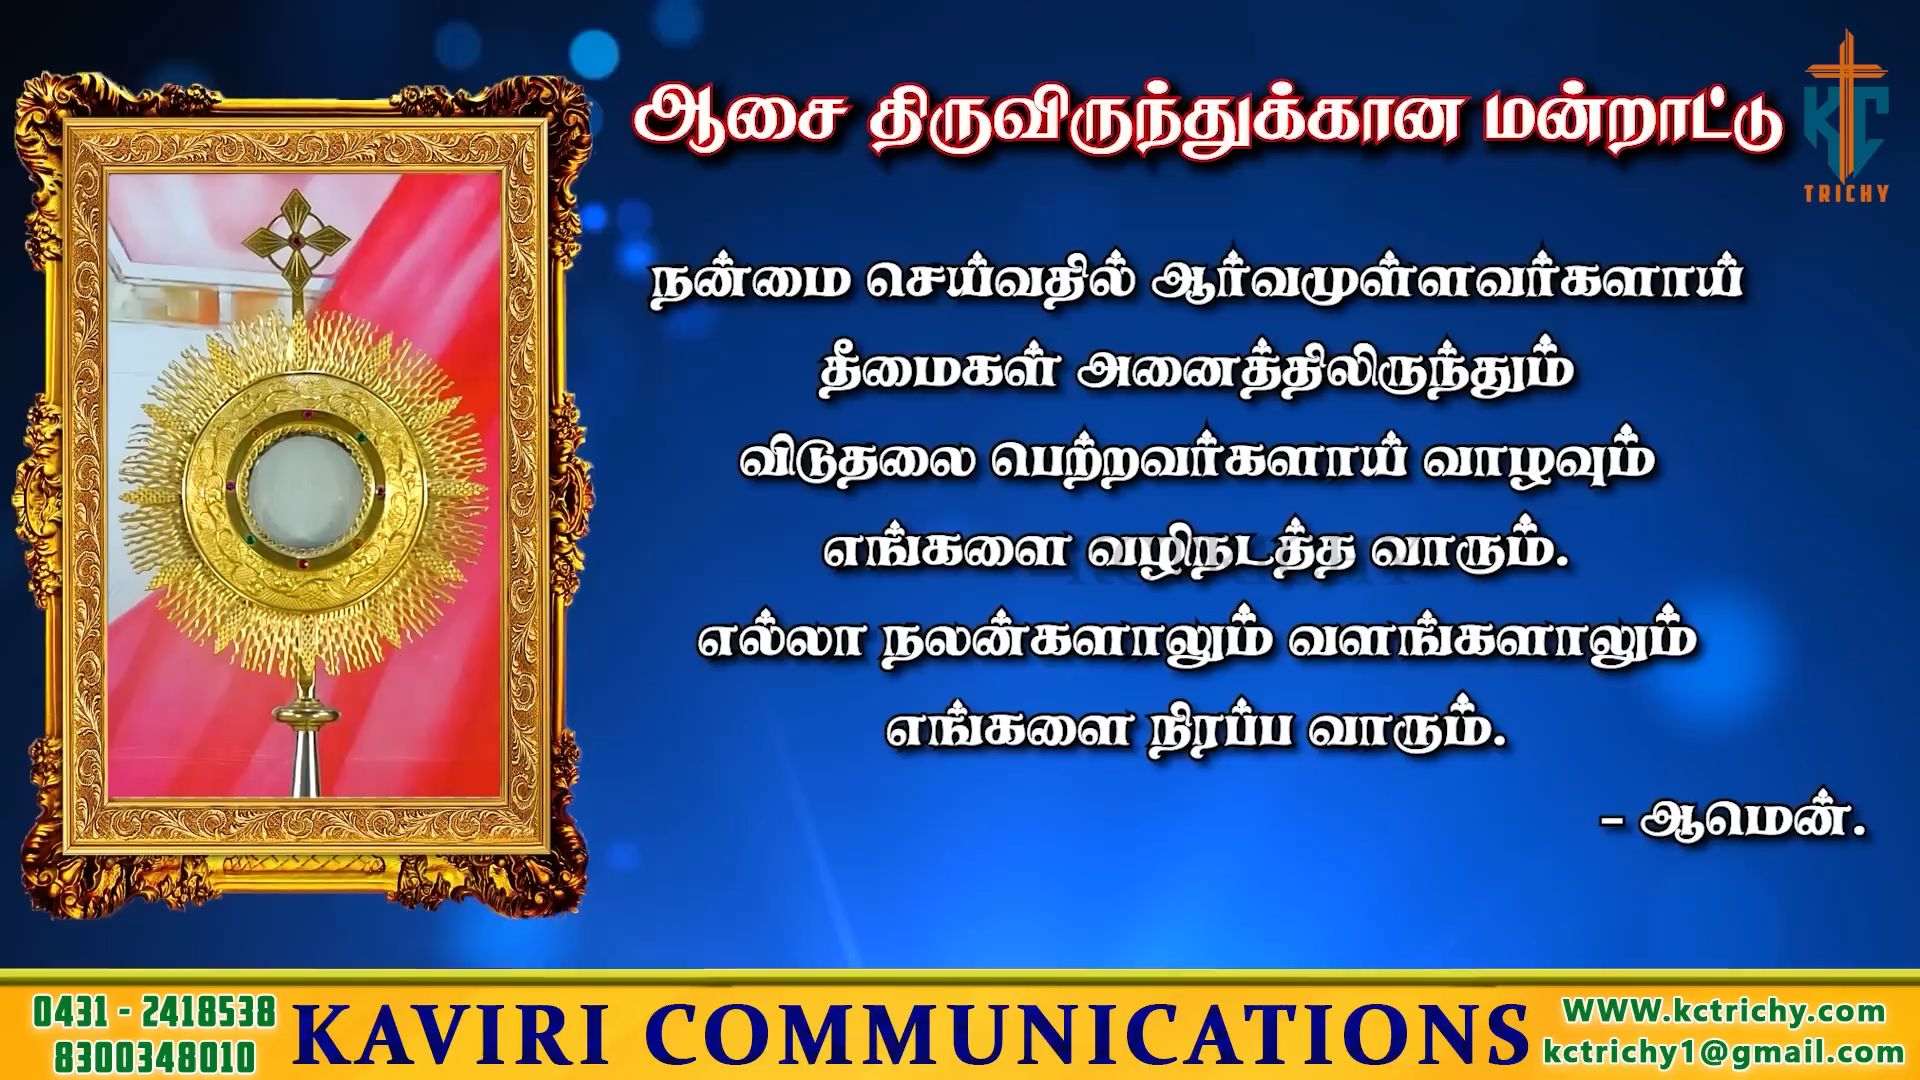 ஆசை திருவிருந்துக்கான மன்றாட்டு
KC
TRICHY
நன்மை செய்வதில் ஆர்வமுள்ளவர்களாய்
தீமைகள் அனைத்திலிருந்தும்
விடுதலை பெற்றவர்களாய் வாழவும்
எங்களை வழிநடத்த வாரும்.
எல்லா நலன்களாலும் வளங்களாலும்
எங்களை நிரப்ப வாரும்.
- ஆமென்.
0431 - 2418538
8300348010
KAVIRI COMMUNICATIONS
www.kctrichy.com
kctrichy1@gmail.com